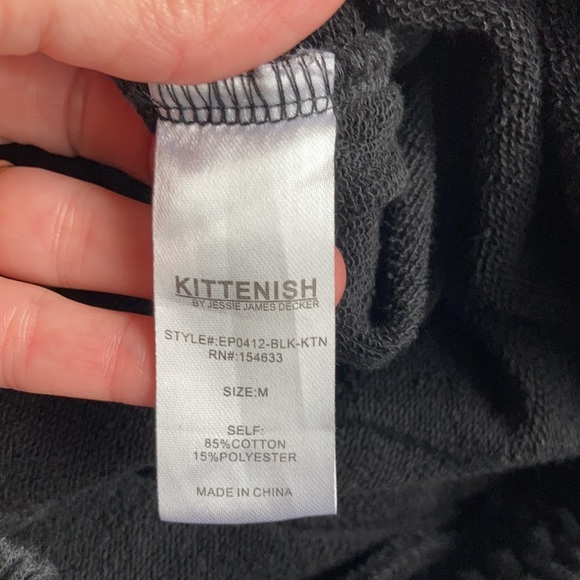 KITTENISH
BY JESSIE JAMES DECKER
STYLE#:EP0412-BLK-KTN
RN#:154633
SIZE:M
SELF:
85%COTTON
15%POLYESTER
MADE IN CHINA